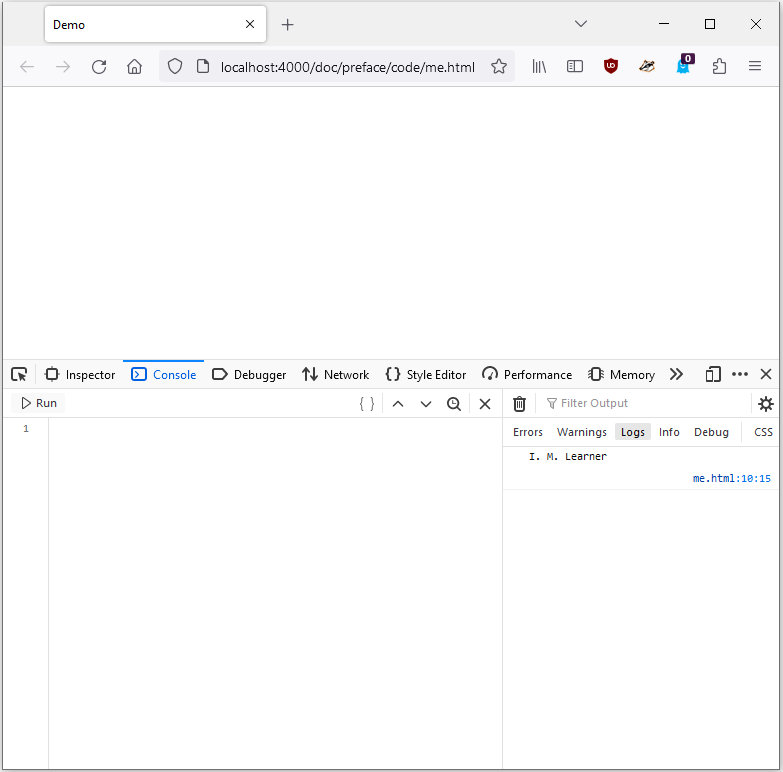 Demo
localhost:4000/doc/preface/code/me.html
0
Inspector Console Debugger Network Style Editor Performance Memory
Run Filter Output
Errors Warnings Logs Info Debug CSS
1 I. M. Learner
me.html:10:15